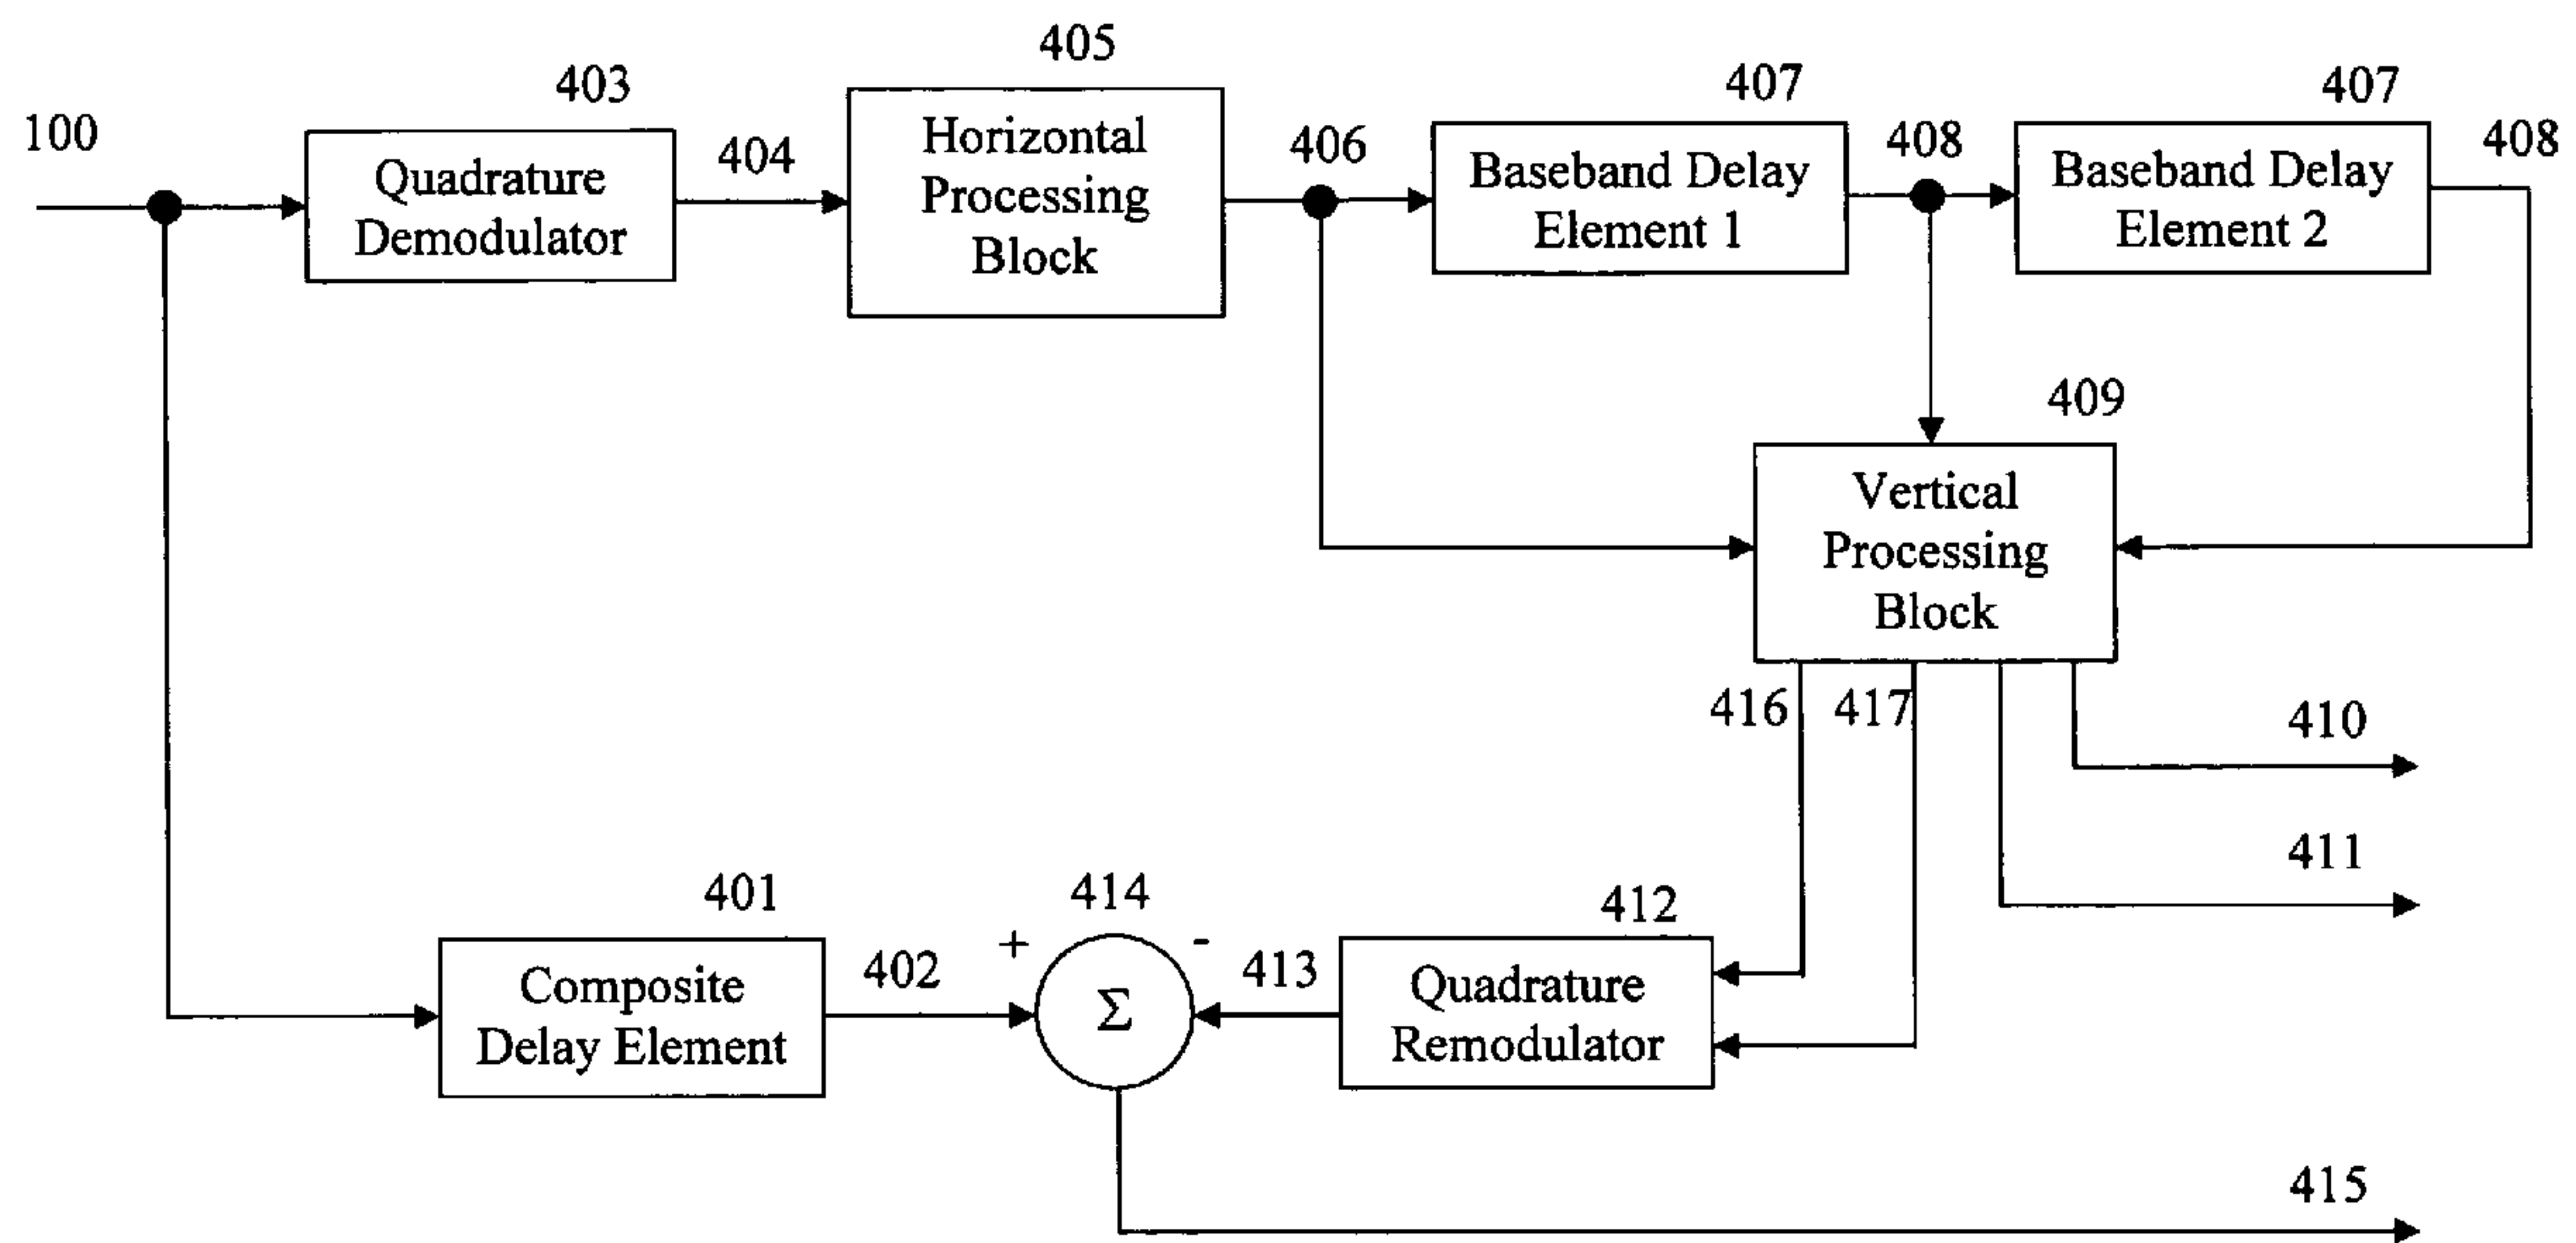 100
403
Quadrature
Demodulator
404
405
Horizontal
Processing
Block
406
407
Baseband Delay
Element 1
408
407
Baseband Delay
Element 2
408
409
Vertical
Processing
Block
416
417
410
411
401
Composite
Delay Element
402
+
414
-
Σ
413
412
Quadrature
Remodulator
415